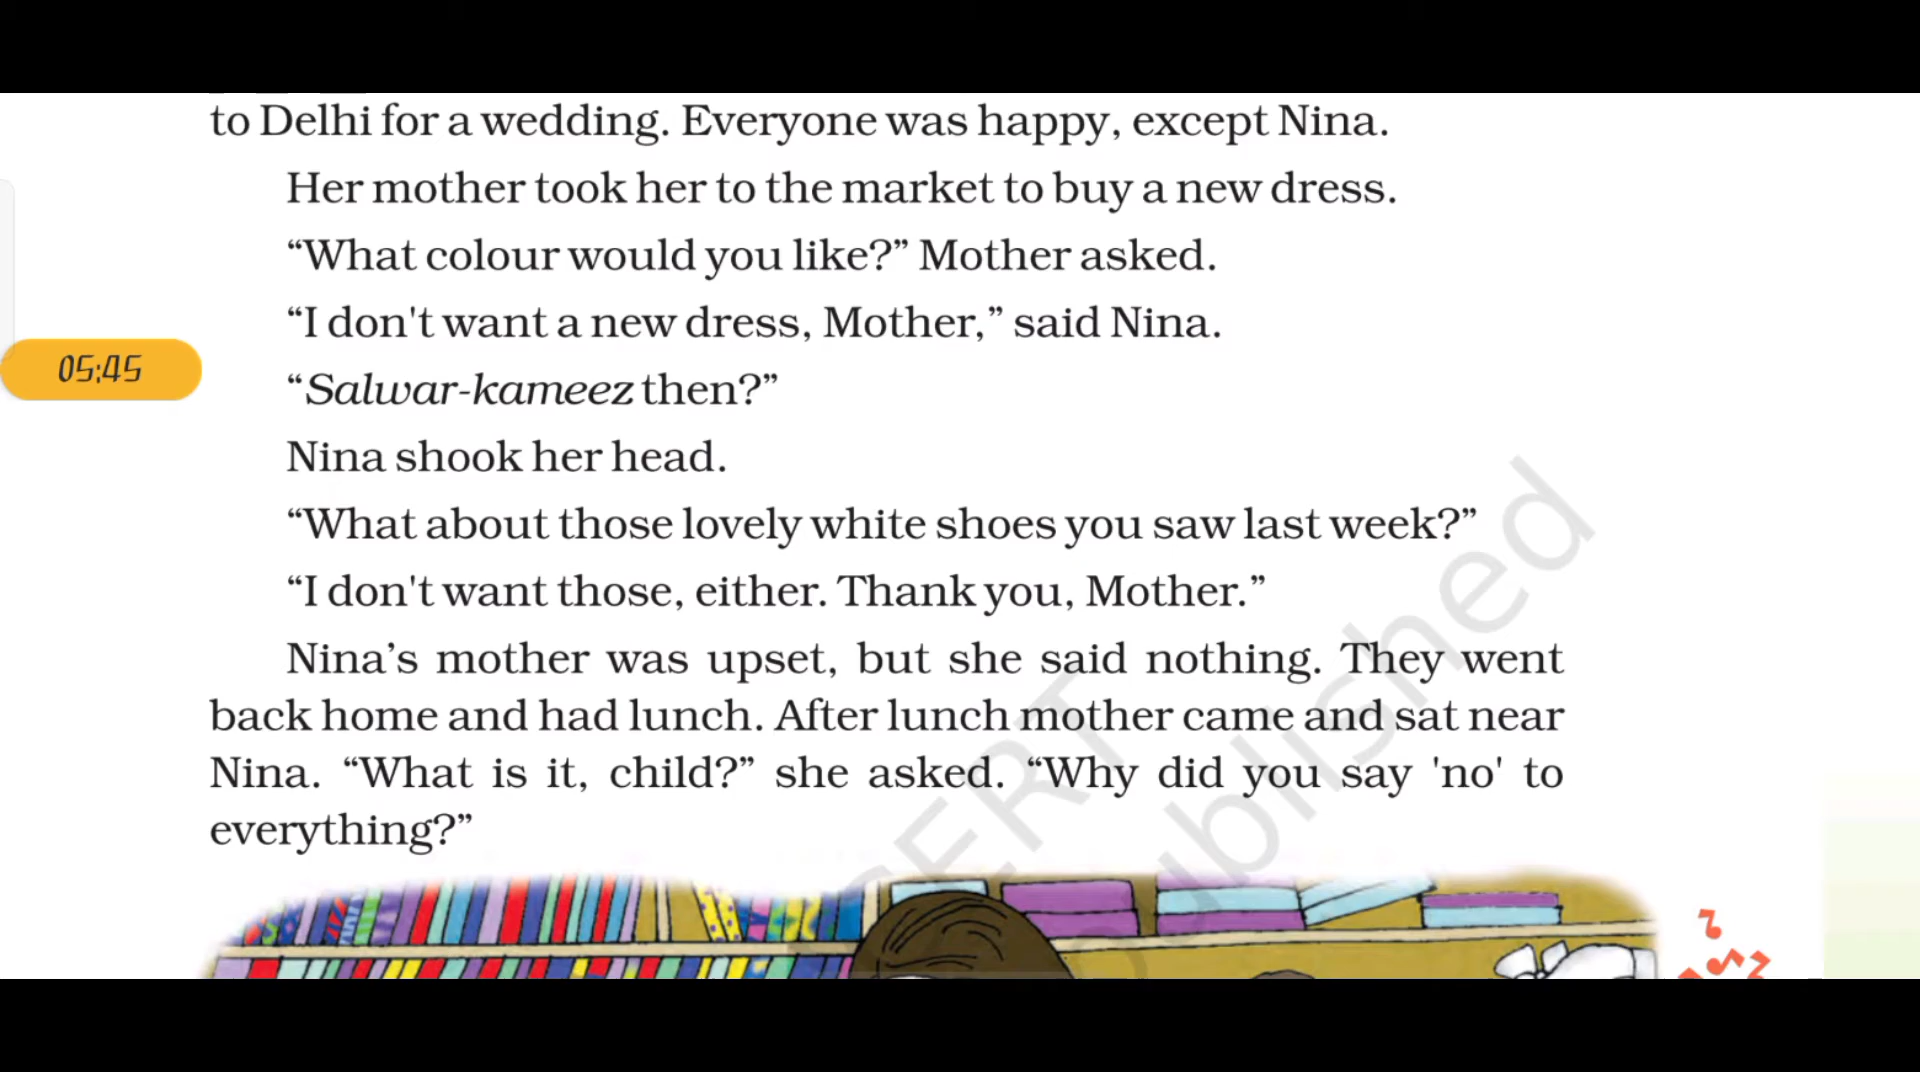 to Delhi for a wedding. Everyone was happy, except Nina.
Her mother took her to the market to buy a new dress.
“What colour would you like?” Mother asked.
“I don't want a new dress, Mother,” said Nina.
05:45
“Salwar-kameez then?”
Nina shook her head.
“What about those lovely white shoes you saw last week?”
“I don't want those, either. Thank you, Mother.”
Nina’s mother was upset, but she said nothing. They went
back home and had lunch. After lunch mother came and sat near
Nina. “What is it, child?” she asked. “Why did you say 'no' to
everything?”